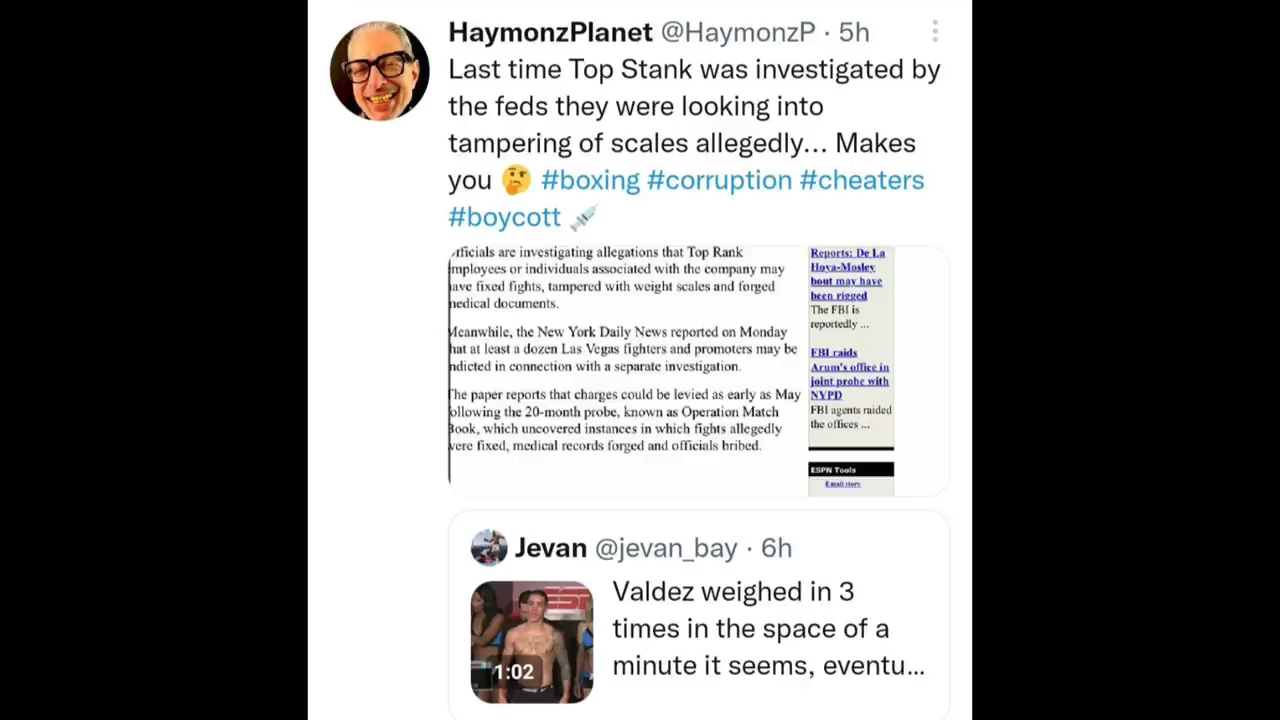 HaymonzPlanet @HaymonzP · 5h
Last time Top Stank was investigated by
the feds they were looking into
tampering of scales allegedly... Makes
you 🤔 #boxing #corruption #cheaters
#boycott 💉
fficials are investigating allegations that Top Rank
mployees or individuals associated with the company may
ave fixed fights, tampered with weight scales and forged
nedical documents.
Meanwhile, the New York Daily News reported on Monday
hat at least a dozen Las Vegas fighters and promoters may be
ndicted in connection with a separate investigation.
The paper reports that charges could be levied as early as May
ollowing the 20-month probe, known as Operation Match
Book, which uncovered instances in which fights allegedly
were fixed, medical records forged and officials bribed.
Reports: De La
Hoya-Mosley
bout may have
been rigged
The FBI is
reportedly ...
FBI raids
Arum's office in
joint probe with
NYPD
FBI agents raided
the offices ...
ESPN Tools
Email story
Jevan @jevan_bay · 6h
ESP
1:02
Valdez weighed in 3
times in the space of a
minute it seems, eventu...